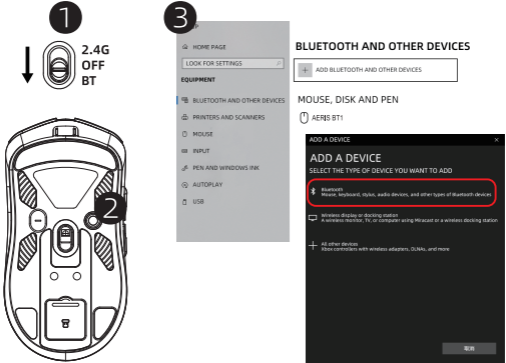 1
2.4G
OFF
BT
2
3
HOME PAGE
LOOK FOR SETTINGS
EQUIPMENT
BLUETOOTH AND OTHER DEVICES
PRINTERS AND SCANNERS
MOUSE
INPUT
PEN AND WINDOWS INK
AUTOPLAY
USB
BLUETOOTH AND OTHER DEVICES
ADD BLUETOOTH AND OTHER DEVICES
MOUSE, DISK AND PEN
AERIS BT1
ADD A DEVICE
ADD A DEVICE
SELECT THE TYPE OF DEVICE YOU WANT TO ADD
Bluetooth
Mouse, keyboard, stylus, audio devices, and other types of Bluetooth devices
Wireless display or docking station
A wireless monitor, TV, or computer using Miracast or a wireless docking station
All other devices
Xbox controllers with wireless adapters, DLNAs, and more
取消